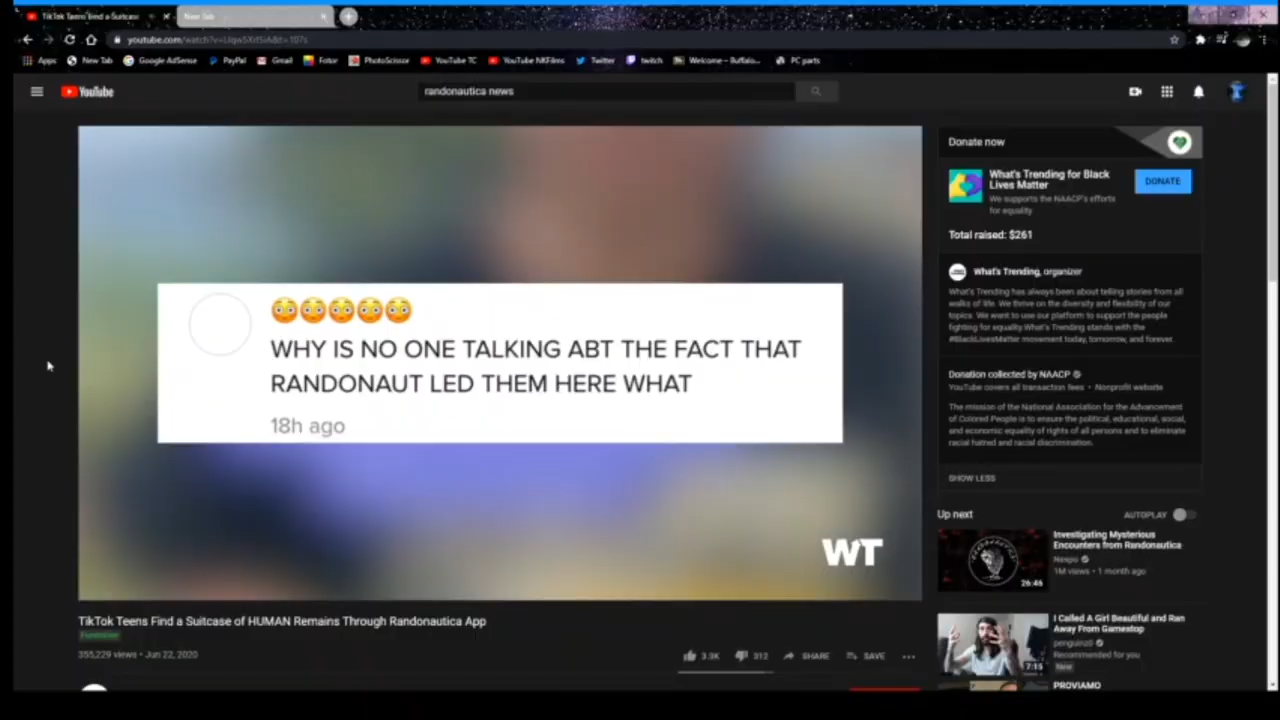 TikTok Teens Find a Suitcase
New Tab
Apps
New Tab
Google AdSense
PayPal
Gmail
Fotor
PhotoScissor
YouTube TC
YouTube NKFilms
Twitter
twitch
Welcome – Buffalo...
PC parts
YouTube
randonautica news
😳😳😳😳😳
WHY IS NO ONE TALKING ABT THE FACT THAT
RANDONAUT LED THEM HERE WHAT
18h ago
WT
TikTok Teens Find a Suitcase of HUMAN Remains Through Randonautica App
Fundraiser
355,229 views • Jun 22, 2020
3.3K
312
SHARE
SAVE
Donate now
What's Trending for Black
Lives Matter
We supports the NAACP's efforts
for equality
DONATE
Total raised: $261
What's Trending, organizer
What's Trending has always been about telling stories from all
walks of life. We thrive on the diversity and flexibility of our
topics. We want to use our platform to support the people
fighting for equality.What's Trending stands with the
#BlackLivesMatter movement today, tomorrow, and forever.
Donation collected by NAACP
YouTube covers all transaction fees • Nonprofit website
The mission of the National Association for the Advancement
of Colored People is to ensure the political, educational, social,
and economic equality of rights of all persons and to eliminate
racial hatred and racial discrimination.
SHOW LESS
Up next
AUTOPLAY
Investigating Mysterious
Encounters from Randonautica
Nexpo
1M views • 1 month ago
26:46
I Called A Girl Beautiful and Ran
Away From Gamestop
penguinz0
Recommended for you
New
7:15
PROVIAMO